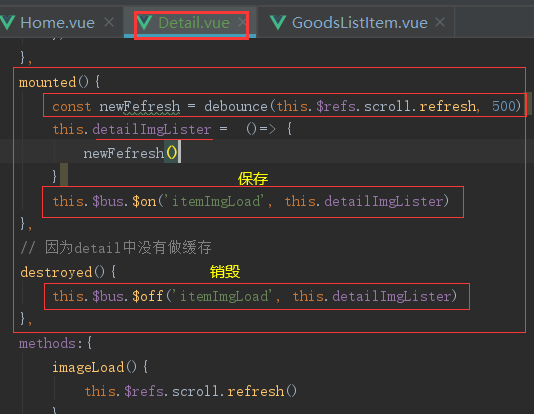 Home.vue Detail.vue GoodsListItem.vue
},
mounted(){
const newFefresh = debounce(this.$refs.scroll.refresh, 500)
this.detailImgLister = ()=> {
newFefresh()
}
保存
this.$bus.$on('itemImgLoad', this.detailImgLister)
},
// 因为detail中没有做缓存
destroyed(){
销毁
this.$bus.$off('itemImgLoad', this.detailImgLister)
},
methods:{
imageLoad(){
this.$refs.scroll.refresh()